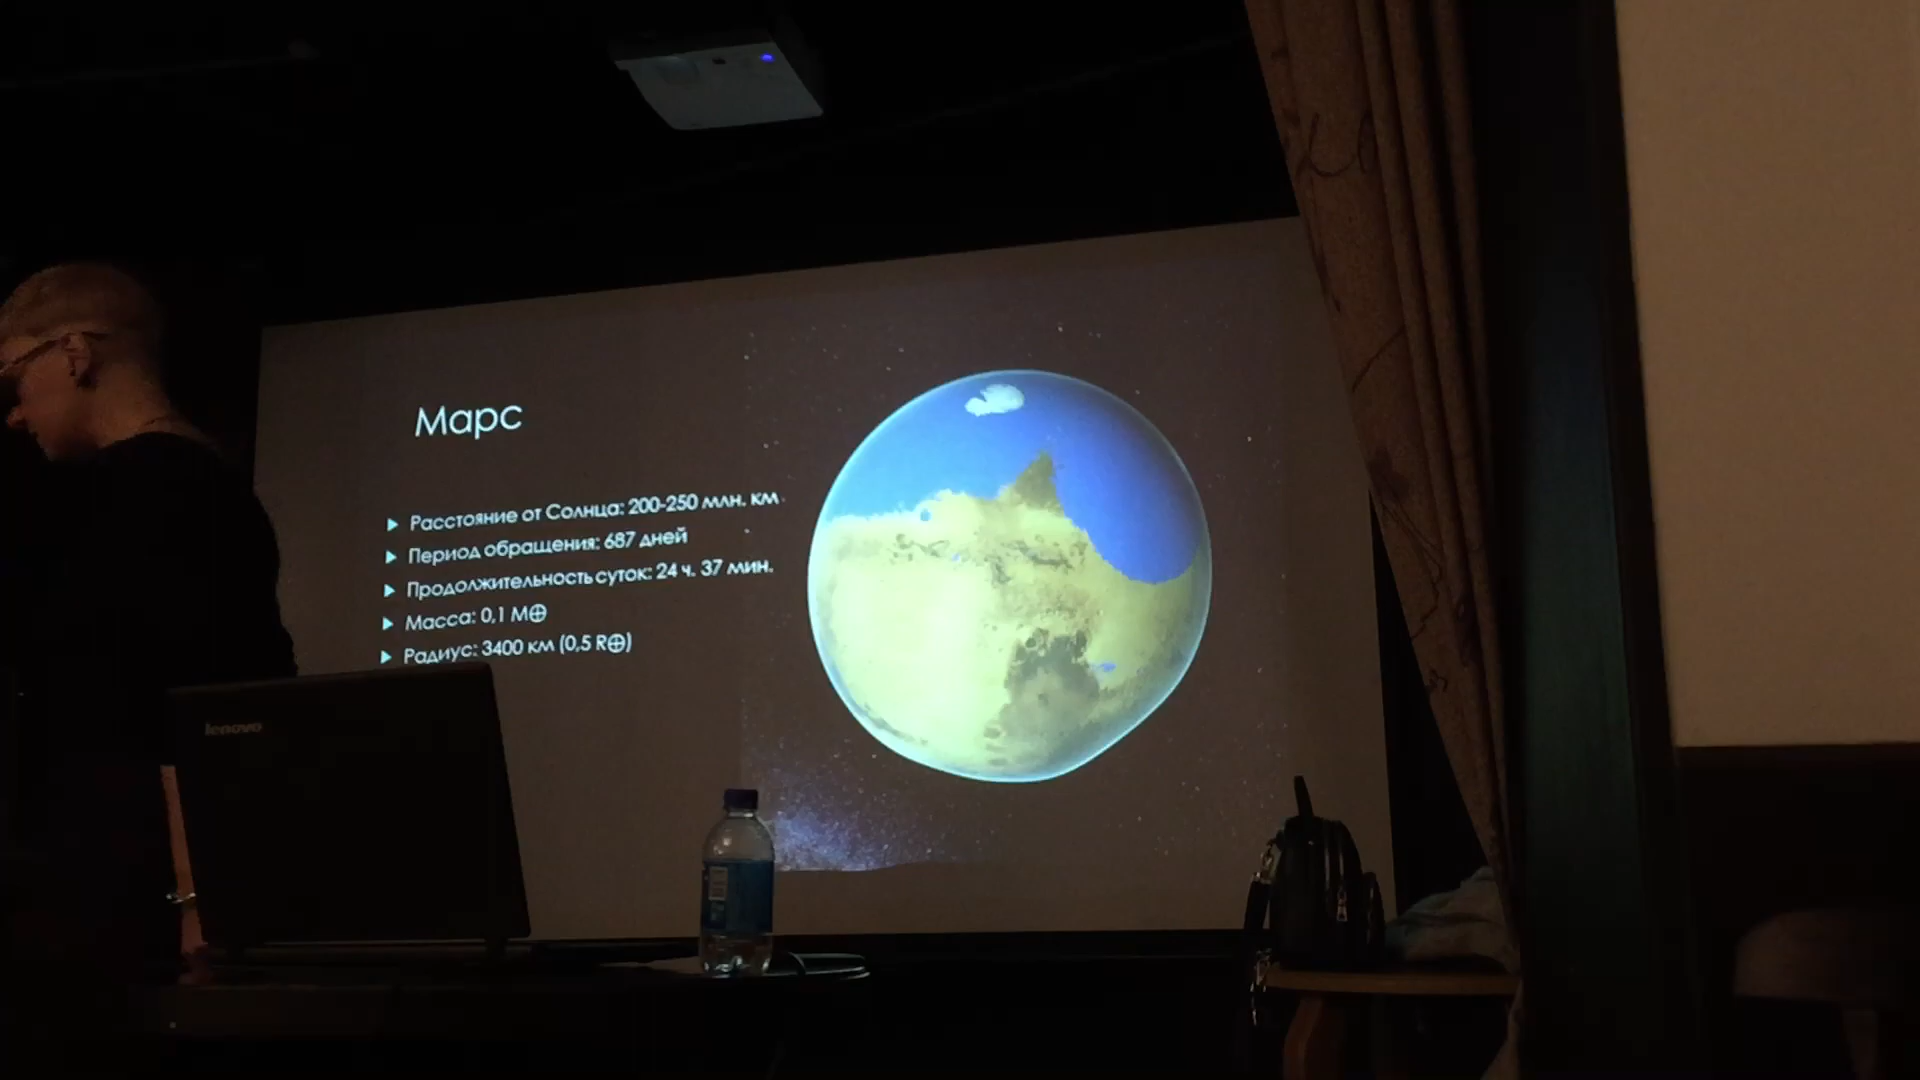 Марс
Расстояние от Солнца: 200-250 млн. км
Период обращения: 687 дней
Продолжительность суток: 24 ч. 37 мин.
Масса: 0,1 M⊕
Радиус: 3400 км (0,5 R⊕)
lenovo